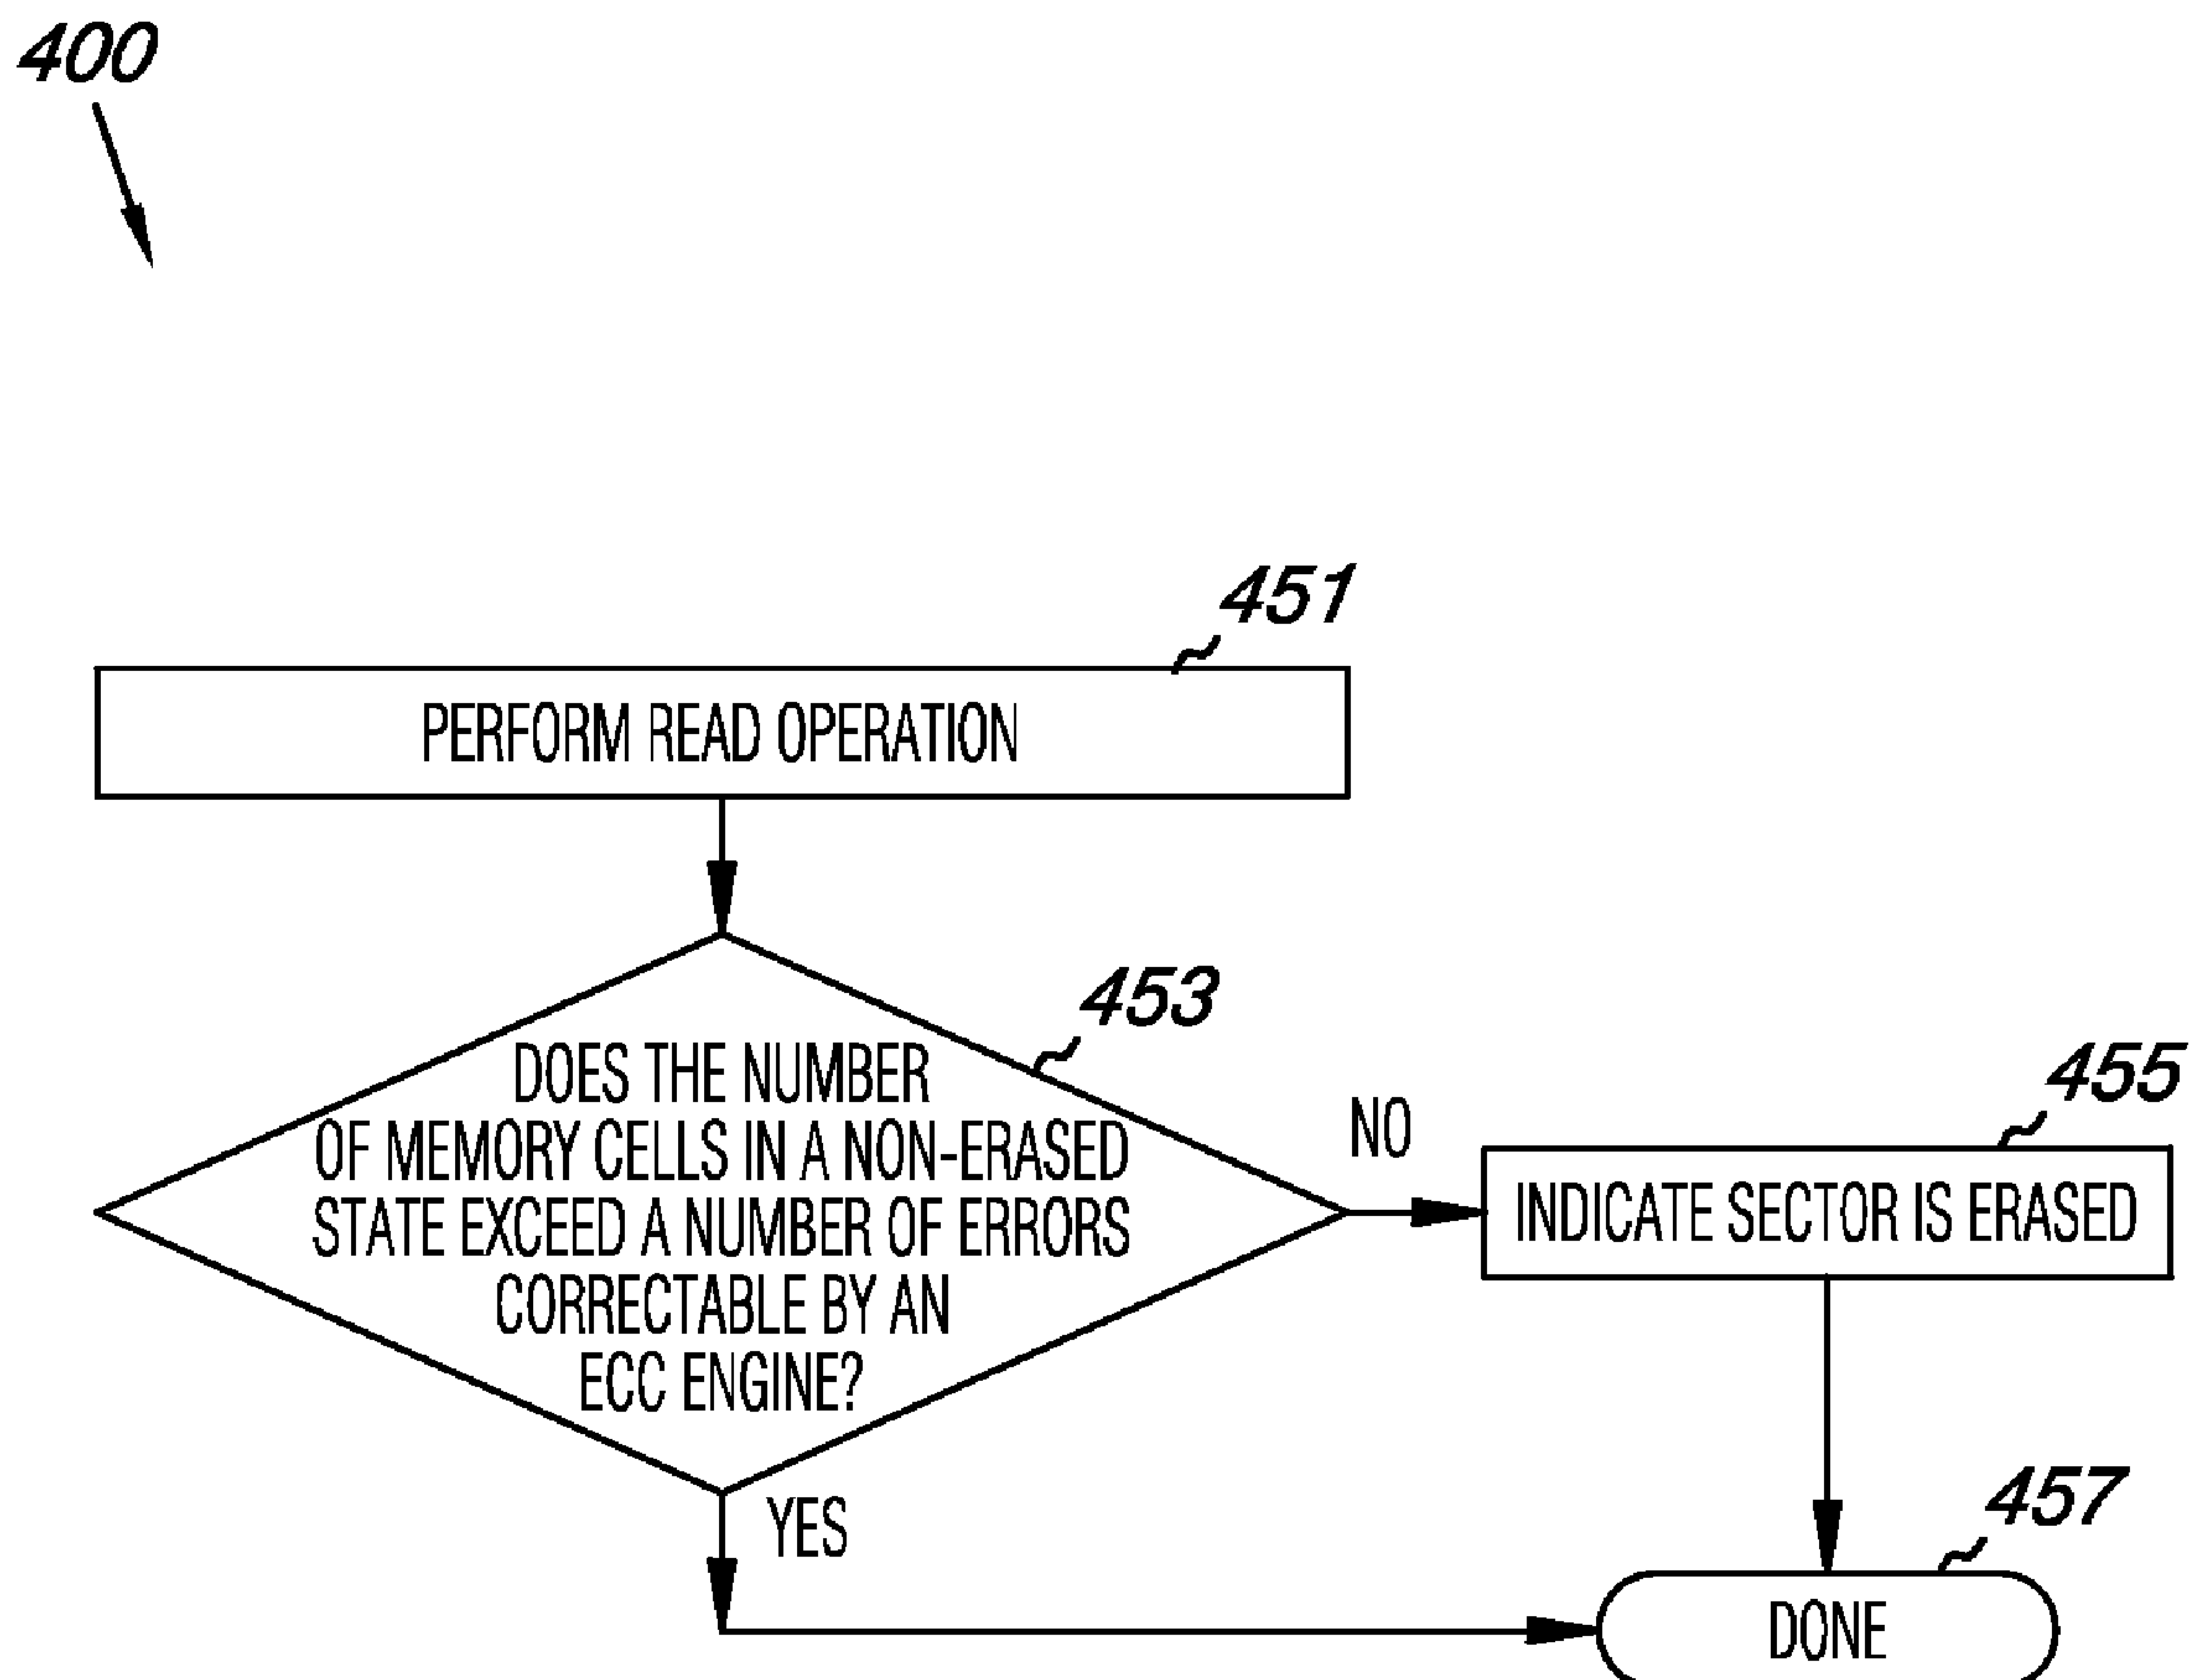 400
451
PERFORM READ OPERATION
453
DOES THE NUMBER
OF MEMORY CELLS IN A NON-ERASED
STATE EXCEED A NUMBER OF ERRORS
CORRECTABLE BY AN
ECC ENGINE?
NO
455
INDICATE SECTOR IS ERASED
YES
457
DONE